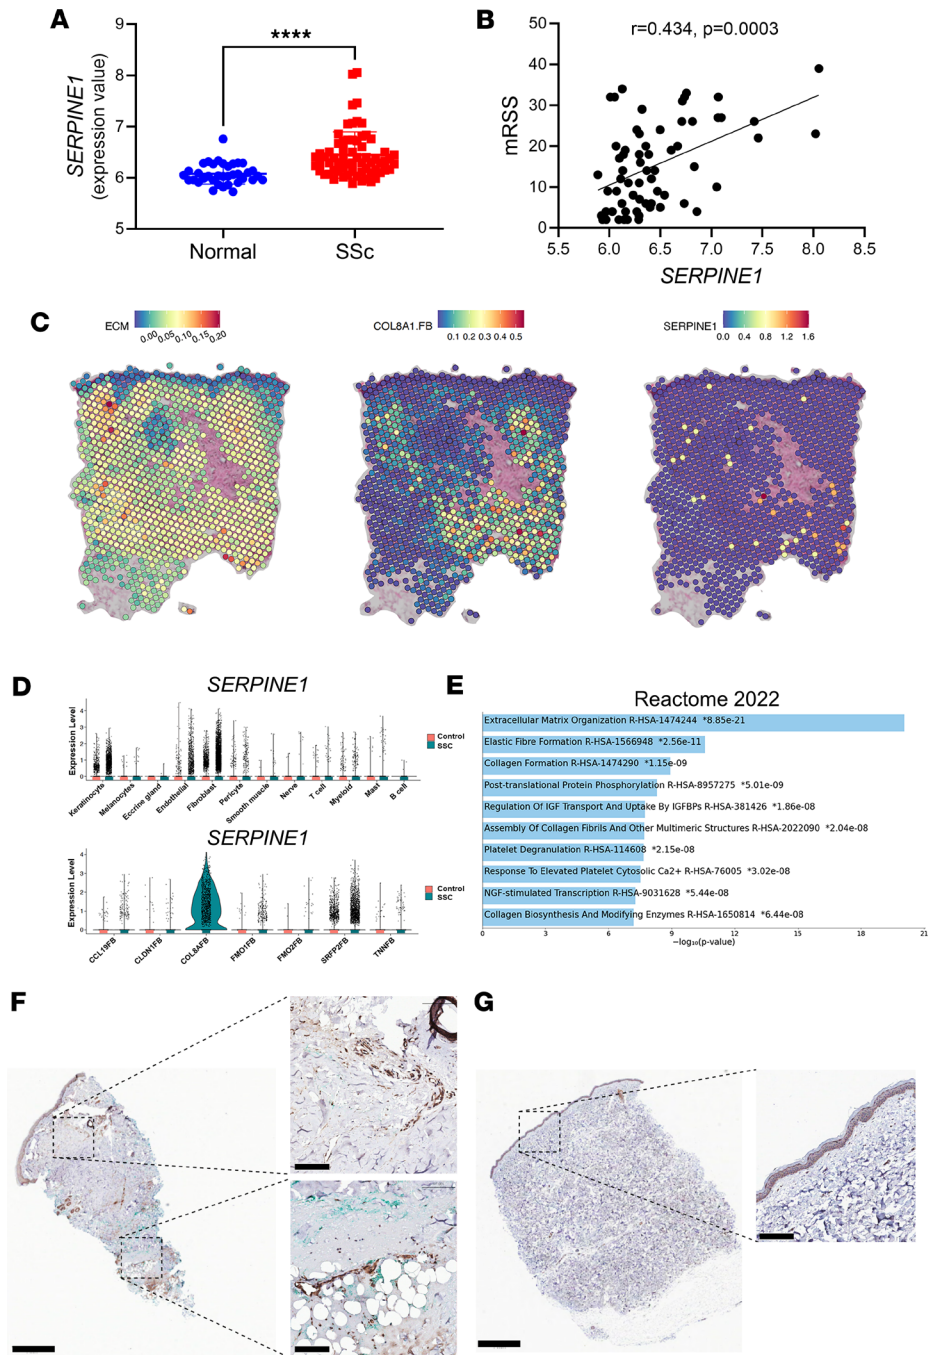 A
SERPINE1
(expression value)
9
8
7
6
5
****
Normal
SSc
B
r=0.434, p=0.0003
mRSS
50
40
30
20
10
0
5.5 6.0 6.5 7.0 7.5 8.0 8.5
SERPINE1
C
ECM
0.00 0.05 0.10 0.15 0.20
COL8A1.FB
0.1 0.2 0.3 0.4 0.5
SERPINE1
0.0 0.4 0.8 1.2 1.6
D
SERPINE1
Expression Level
4
3
2
1
0
Keratinocyte
Melanocytes
Eccrine gland
Endothelial
Fibroblast
Pericyte
Smooth muscle
Nerve
T cell
Myeloid
Mast
B cell
Control
SSC
SERPINE1
Expression Level
4
3
2
1
0
CCL19FB
CLDN1FB
COL8AFB
FMO1FB
FMO2FB
SRFP2FB
TNNFB
Control
SSC
E
Reactome 2022
Extracellular Matrix Organization R-HSA-1474244 *8.85e-21
Elastic Fibre Formation R-HSA-1566948 *2.56e-11
Collagen Formation R-HSA-1474290 *1.15e-09
Post-translational Protein Phosphorylation R-HSA-8957275 *5.01e-09
Regulation Of IGF Transport And Uptake By IGFBPs R-HSA-381426 *1.86e-08
Assembly Of Collagen Fibrils And Other Multimeric Structures R-HSA-2022090 *2.04e-08
Platelet Degranulation R-HSA-114608 *2.15e-08
Response To Elevated Platelet Cytosolic Ca2+ R-HSA-76005 *3.02e-08
NGF-stimulated Transcription R-HSA-9031628 *5.44e-08
Collagen Biosynthesis And Modifying Enzymes R-HSA-1650814 *6.44e-08
0 3 6 9 12 15 18 21
−log₁₀(p-value)
F
G